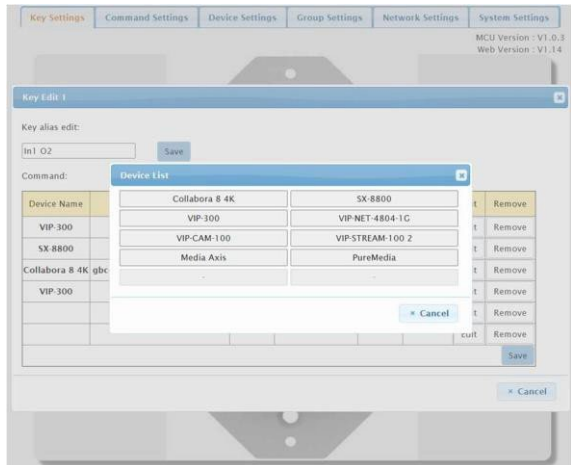 Key Settings Command Settings Device Settings Group Settings Network Settings System Settings
MCU Version : V1.0.3
Web Version : V1.14
Key Edit 1
Key alias edit:
In1 O2 Save
Command:
Device List
Collabora 8 4K SX-8800
VIP-300 VIP-NET-4804-1G
VIP-CAM-100 VIP-STREAM-100 2
Media Axis PureMedia
- -
× Cancel
Device Name Remove
VIP-300 Remove
SX-8800 Remove
Collabora 8 4K gbc Remove
VIP-300 Remove
Remove
Edit Remove
Save
× Cancel